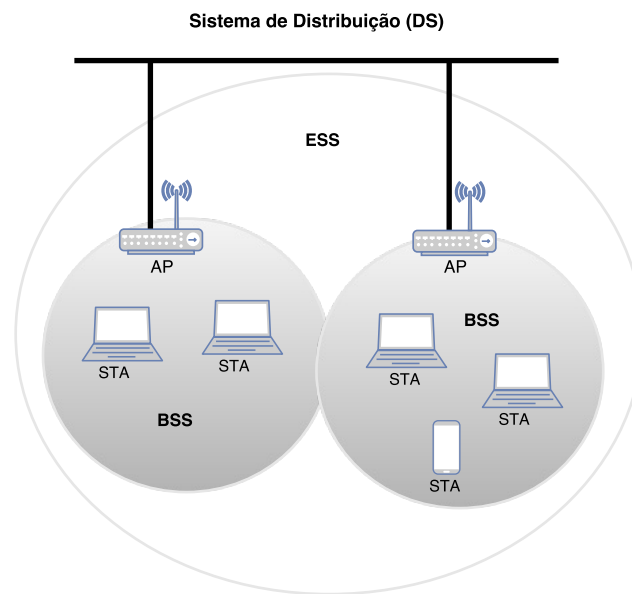 Sistema de Distribuição (DS)
ESS
AP
AP
BSS
STA
STA
STA
STA
BSS
STA